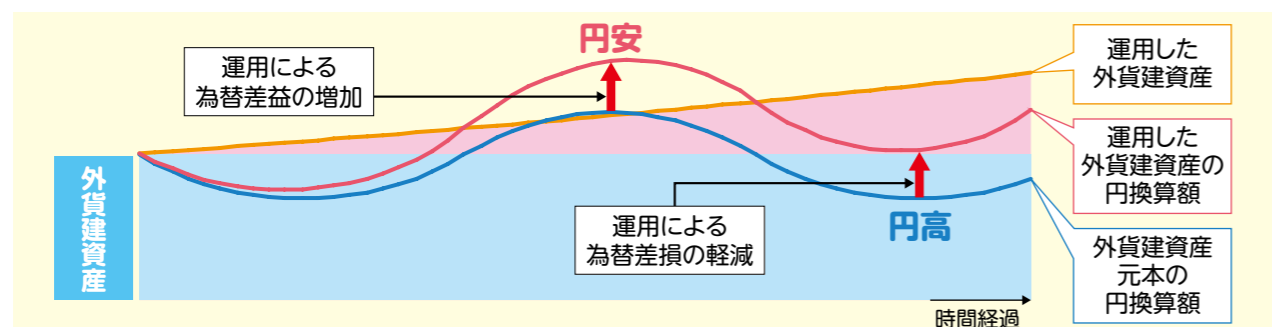 円安
運用による
為替差益の増加
運用した
外貨建資産
運用した
外貨建資産の
円換算額
外貨建資産
運用による
為替差損の軽減
円高
外貨建資産
元本の
円換算額
時間経過